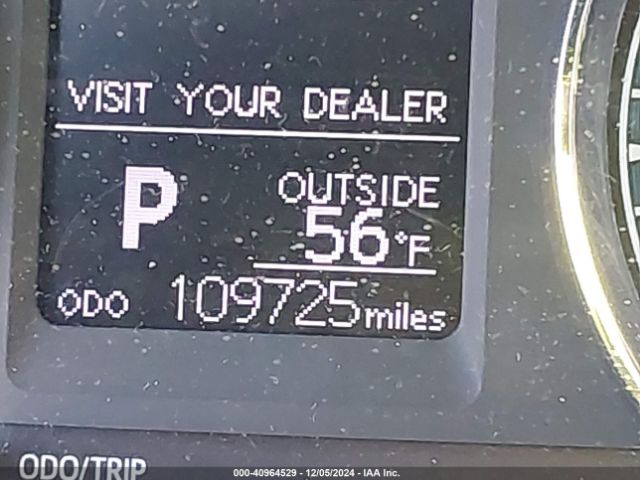 VISIT YOUR DEALER
P
OUTSIDE
56°F
ODO 109725 miles
ODO/TRIP
000-40964529 - 12/05/2024 - IAA Inc.